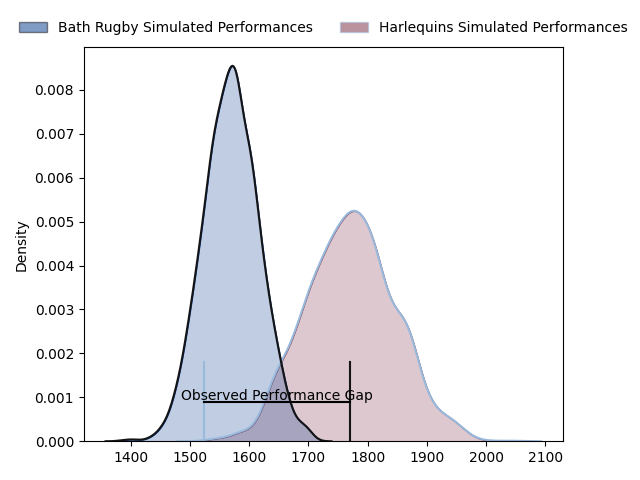 Bath Rugby Simulated Performances Harlequins Simulated Performances
0.008
0.007
0.006
0.005
Density
0.004
0.003
0.002
0.001
Observed Performance Gap
0.000
1400 1500 1600 1700 1800 1900 2000 2100